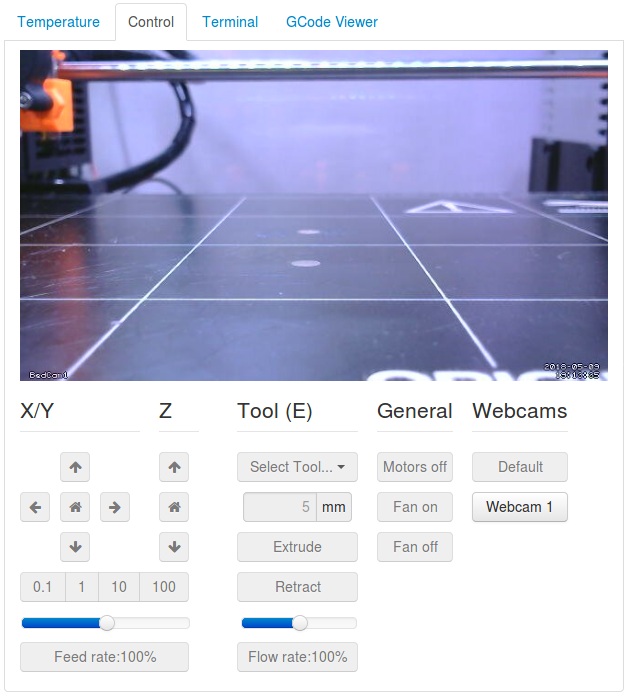 Temperature Control Terminal GCode Viewer
BedCam1
2018-05-09
X/Y Z Tool (E) General Webcams
Select Tool... Motors off Default
5 mm Fan on Webcam 1
Extrude Fan off
0.1 1 10 100 Retract
Feed rate:100% Flow rate:100%